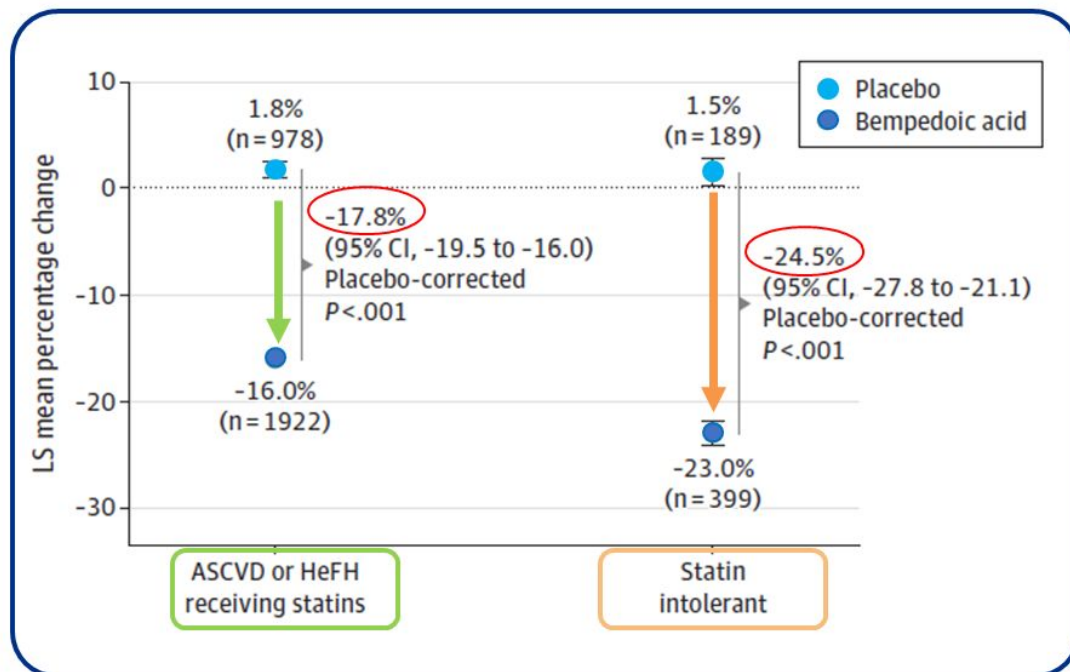 Placebo
Bempedoic acid
LS mean percentage change
10
0
-10
-20
-30
1.8%
(n=978)
-17.8%
(95% CI, -19.5 to -16.0)
Placebo-corrected
P<.001
-16.0%
(n=1922)
1.5%
(n=189)
-24.5%
(95% CI, -27.8 to -21.1)
Placebo-corrected
P<.001
-23.0%
(n=399)
ASCVD or HeFH
receiving statins
Statin
intolerant